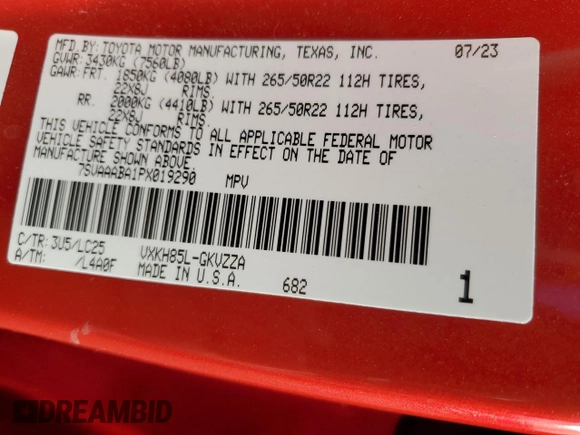 MFD.BY: TOYOTA MOTOR MANUFACTURING, TEXAS, INC. 07/23
GVWR: 3430KG (7560LB)
GAWR: FRT. 1850KG (4080LB) WITH 265/50R22 112H TIRES,
22X8J RIMS.
RR. 2000KG (4410LB) WITH 265/50R22 112H TIRES,
22X8J RIMS.
THIS VEHICLE CONFORMS TO ALL APPLICABLE FEDERAL MOTOR
VEHICLE SAFETY STANDARDS IN EFFECT ON THE DATE OF
MANUFACTURE SHOWN ABOVE.
7SVAAABA1PX019290 MPV
C/TR: 3U5/LC25 VXKH85L-GKVZZA
A/TM: /L4A0F MADE IN U.S.A.
682 1
DREAMBID